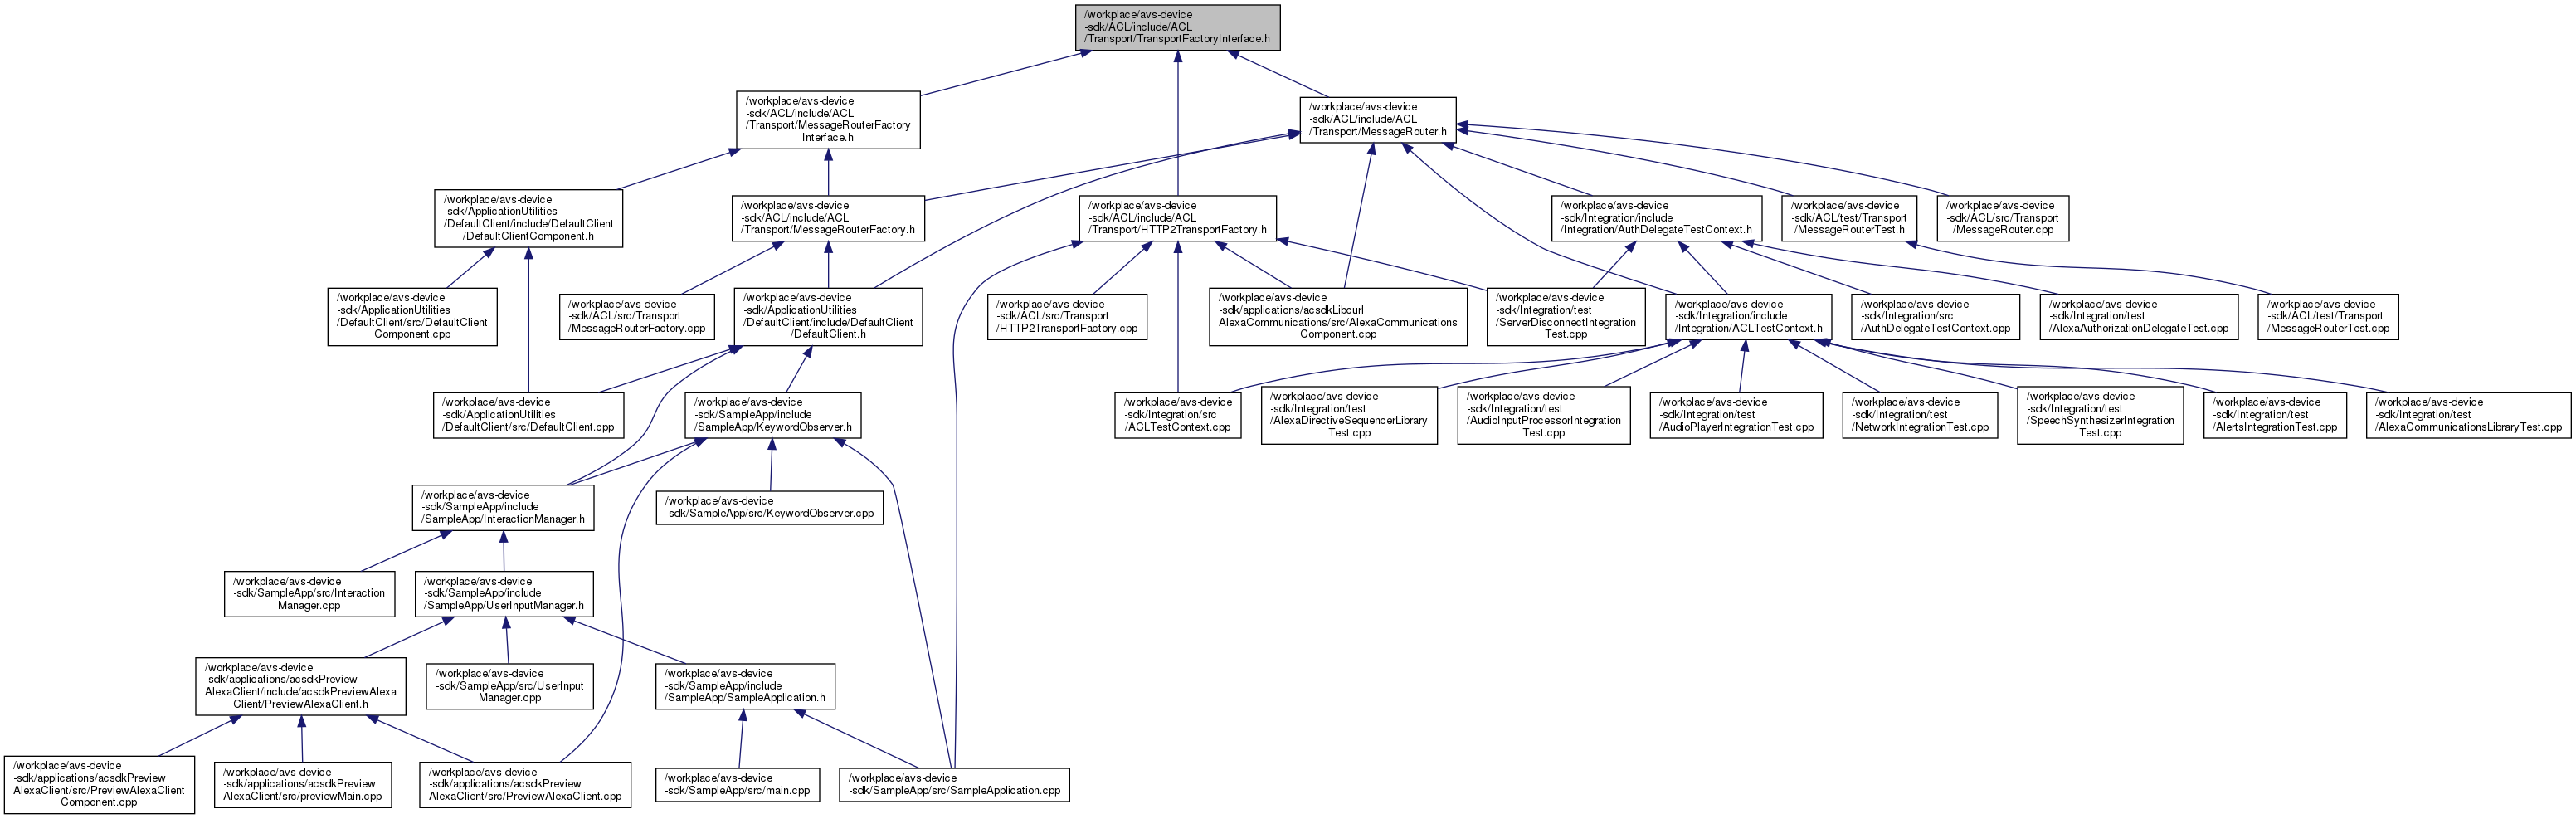 /workplace/avs-device
-sdk/ACL/include/ACL
/Transport/TransportFactoryInterface.h
/workplace/avs-device
-sdk/ACL/include/ACL
/Transport/MessageRouterFactory
Interface.h
/workplace/avs-device
-sdk/ACL/include/ACL
/Transport/MessageRouter.h
/workplace/avs-device
-sdk/ApplicationUtilities
/DefaultClient/include/DefaultClient
/DefaultClientComponent.h
/workplace/avs-device
-sdk/ACL/include/ACL
/Transport/MessageRouterFactory.h
/workplace/avs-device
-sdk/ACL/include/ACL
/Transport/HTTP2TransportFactory.h
/workplace/avs-device
-sdk/Integration/include
/Integration/AuthDelegateTestContext.h
/workplace/avs-device
-sdk/ACL/test/Transport
/MessageRouterTest.h
/workplace/avs-device
-sdk/ACL/src/Transport
/MessageRouter.cpp
/workplace/avs-device
-sdk/ApplicationUtilities
/DefaultClient/src/DefaultClient
Component.cpp
/workplace/avs-device
-sdk/ACL/src/Transport
/MessageRouterFactory.cpp
/workplace/avs-device
-sdk/ApplicationUtilities
/DefaultClient/include/DefaultClient
/DefaultClient.h
/workplace/avs-device
-sdk/ACL/src/Transport
/HTTP2TransportFactory.cpp
/workplace/avs-device
-sdk/applications/acsdkLibcurl
AlexaCommunications/src/AlexaCommunications
Component.cpp
/workplace/avs-device
-sdk/Integration/test
/ServerDisconnectIntegration
Test.cpp
/workplace/avs-device
-sdk/Integration/include
/Integration/ACLTestContext.h
/workplace/avs-device
-sdk/Integration/src
/AuthDelegateTestContext.cpp
/workplace/avs-device
-sdk/Integration/test
/AlexaAuthorizationDelegateTest.cpp
/workplace/avs-device
-sdk/ACL/test/Transport
/MessageRouterTest.cpp
/workplace/avs-device
-sdk/ApplicationUtilities
/DefaultClient/src/DefaultClient.cpp
/workplace/avs-device
-sdk/SampleApp/include
/SampleApp/KeywordObserver.h
/workplace/avs-device
-sdk/Integration/src
/ACLTestContext.cpp
/workplace/avs-device
-sdk/Integration/test
/AlexaDirectiveSequencerLibrary
Test.cpp
/workplace/avs-device
-sdk/Integration/test
/AudioInputProcessorIntegration
Test.cpp
/workplace/avs-device
-sdk/Integration/test
/AudioPlayerIntegrationTest.cpp
/workplace/avs-device
-sdk/Integration/test
/NetworkIntegrationTest.cpp
/workplace/avs-device
-sdk/Integration/test
/SpeechSynthesizerIntegration
Test.cpp
/workplace/avs-device
-sdk/Integration/test
/AlertsIntegrationTest.cpp
/workplace/avs-device
-sdk/Integration/test
/AlexaCommunicationsLibraryTest.cpp
/workplace/avs-device
-sdk/SampleApp/include
/SampleApp/InteractionManager.h
/workplace/avs-device
-sdk/SampleApp/src/KeywordObserver.cpp
/workplace/avs-device
-sdk/SampleApp/src/Interaction
Manager.cpp
/workplace/avs-device
-sdk/SampleApp/include
/SampleApp/UserInputManager.h
/workplace/avs-device
-sdk/applications/acsdkPreview
AlexaClient/include/acsdkPreviewAlexa
Client/PreviewAlexaClient.h
/workplace/avs-device
-sdk/SampleApp/src/UserInput
Manager.cpp
/workplace/avs-device
-sdk/SampleApp/include
/SampleApp/SampleApplication.h
/workplace/avs-device
-sdk/applications/acsdkPreview
AlexaClient/src/PreviewAlexaClient
Component.cpp
/workplace/avs-device
-sdk/applications/acsdkPreview
AlexaClient/src/previewMain.cpp
/workplace/avs-device
-sdk/applications/acsdkPreview
AlexaClient/src/PreviewAlexaClient.cpp
/workplace/avs-device
-sdk/SampleApp/src/main.cpp
/workplace/avs-device
-sdk/SampleApp/src/SampleApplication.cpp